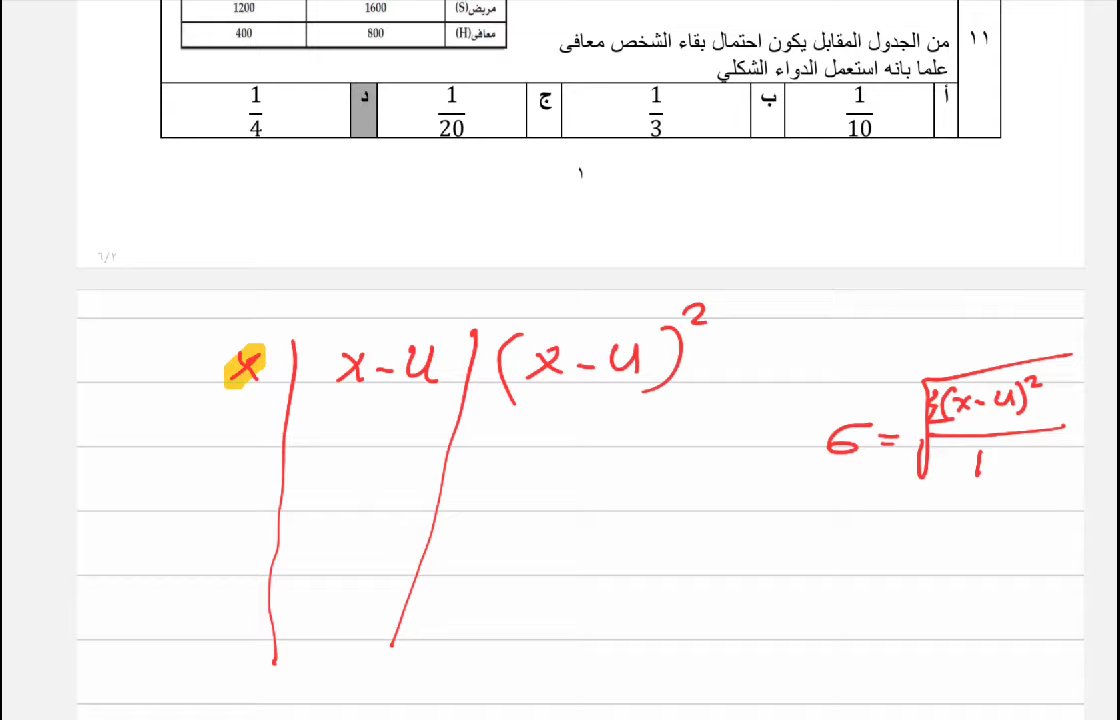 مريض(S) 1600 1200
معافى(H) 800 400
١١ من الجدول المقابل يكون احتمال بقاء الشخص معافى
علما بانه استعمل الدواء الشكلي
أ 1/10 ب 1/3 ج 1/20 د 1/4
١
٦/٢
x | x-u | (x-u)²
σ = √(Σ(x-u)²/1